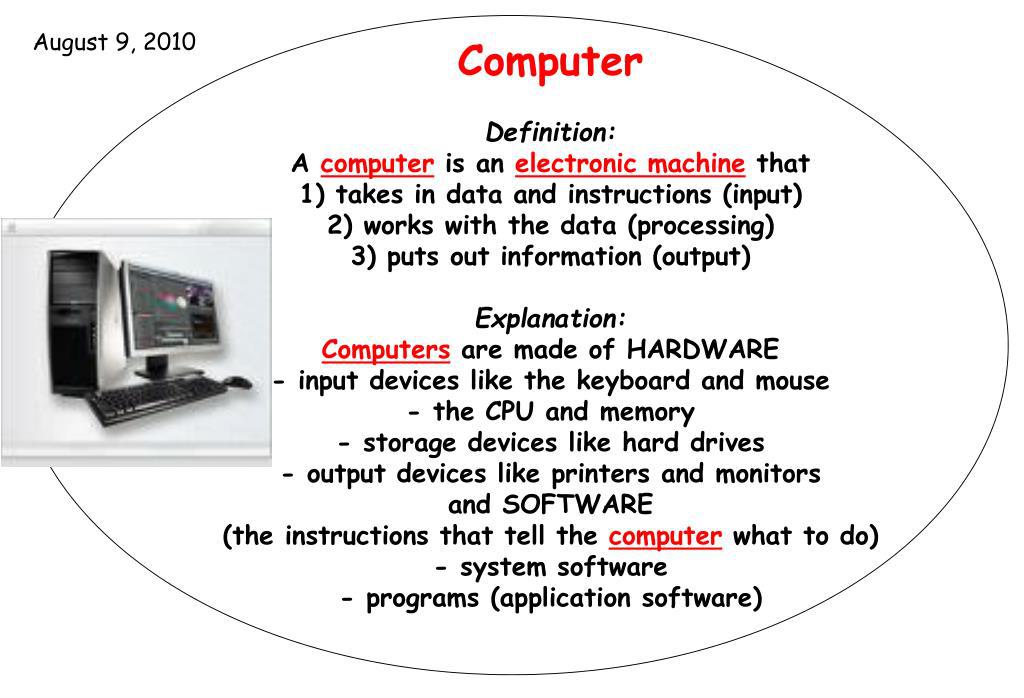 August 9, 2010
Computer
Definition:
A computer is an electronic machine that
1) takes in data and instructions (input)
2) works with the data (processing)
3) puts out information (output)
Explanation:
Computers are made of HARDWARE
- input devices like the keyboard and mouse
- the CPU and memory
- storage devices like hard drives
- output devices like printers and monitors
and SOFTWARE
(the instructions that tell the computer what to do)
- system software
- programs (application software)